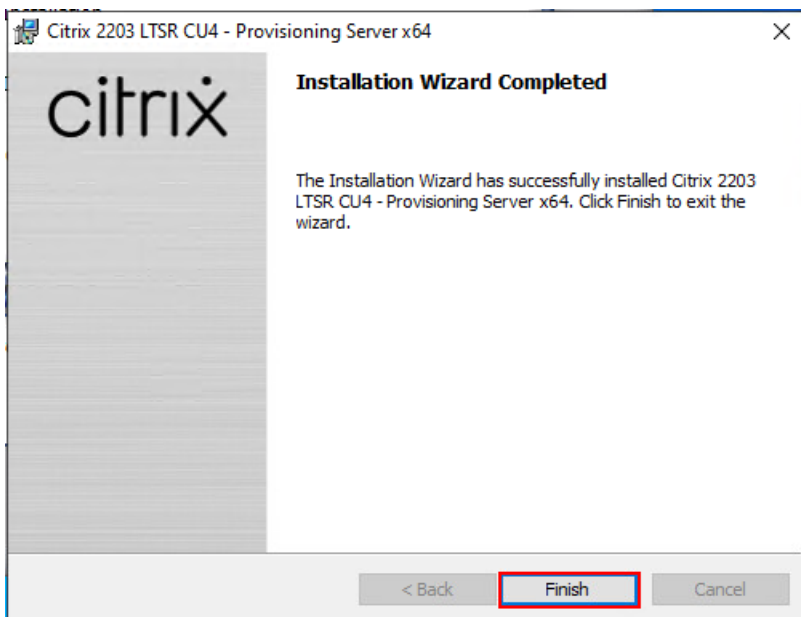 Citrix 2203 LTSR CU4 - Provisioning Server x64
citrix
Installation Wizard Completed
The Installation Wizard has successfully installed Citrix 2203
LTSR CU4 - Provisioning Server x64. Click Finish to exit the
wizard.
< Back
Finish
Cancel